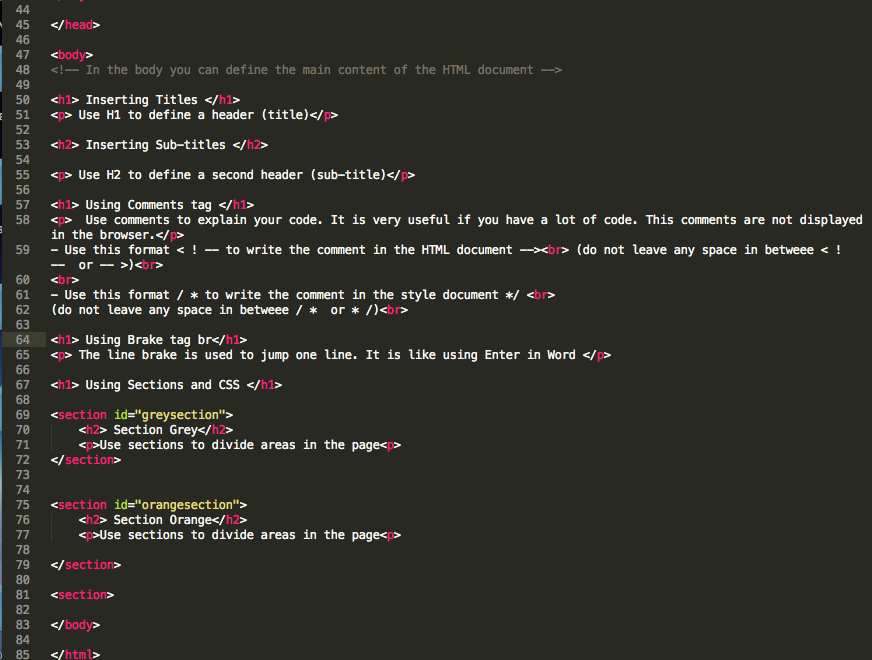 44
45 </head>
46
47 <body>
48 <!-- In the body you can define the main content of the HTML document -->
49
50 <h1> Inserting Titles </h1>
51 <p> Use H1 to define a header (title)</p>
52
53 <h2> Inserting Sub-titles </h2>
54
55 <p> Use H2 to define a second header (sub-title)</p>
56
57 <h1> Using Comments tag </h1>
58 <p>  Use comments to explain your code. It is very useful if you have a lot of code. This comments are not displayed
in the browser.</p>
59 - Use this format < ! -- to write the comment in the HTML document --><br> (do not leave any space in betweee < !
--  or -- >)<br>
60 <br>
61 - Use this format / * to write the comment in the style document */ <br>
62 (do not leave any space in betweee / *  or * /)<br>
63
64 <h1> Using Brake tag br</h1>
65 <p> The line brake is used to jump one line. It is like using Enter in Word </p>
66
67 <h1> Using Sections and CSS </h1>
68
69 <section id="greysection">
70     <h2> Section Grey</h2>
71     <p>Use sections to divide areas in the page<p>
72 </section>
73
74
75 <section id="orangesection">
76     <h2> Section Orange</h2>
77     <p>Use sections to divide areas in the page<p>
78
79 </section>
80
81 <section>
82
83 </body>
84
85 </html>